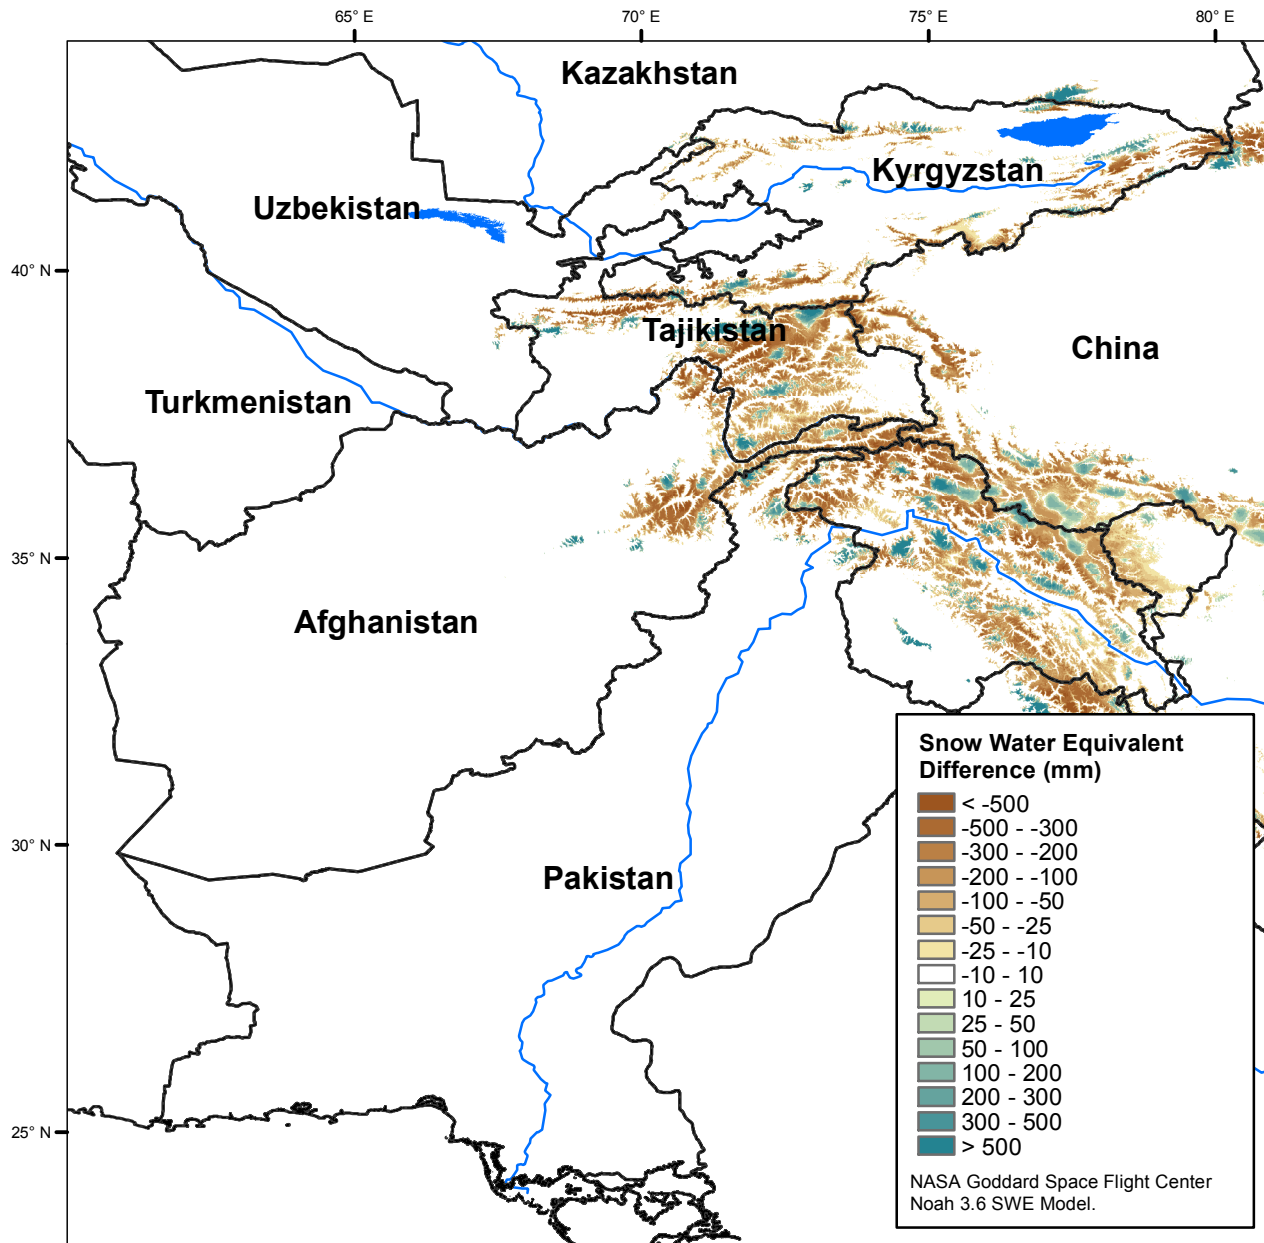 65° E
70° E
75° E
80° E
Kazakhstan
Kyrgyzstan
Uzbekistan
40° N
Tajikistan
China
Turkmenistan
35° N
Afghanistan
30° N
Pakistan
25° N
Snow Water Equivalent
Difference (mm)
< -500
-500 - -300
-300 - -200
-200 - -100
-100 - -50
-50 - -25
-25 - -10
-10 - 10
10 - 25
25 - 50
50 - 100
100 - 200
200 - 300
300 - 500
> 500
NASA Goddard Space Flight Center
Noah 3.6 SWE Model.